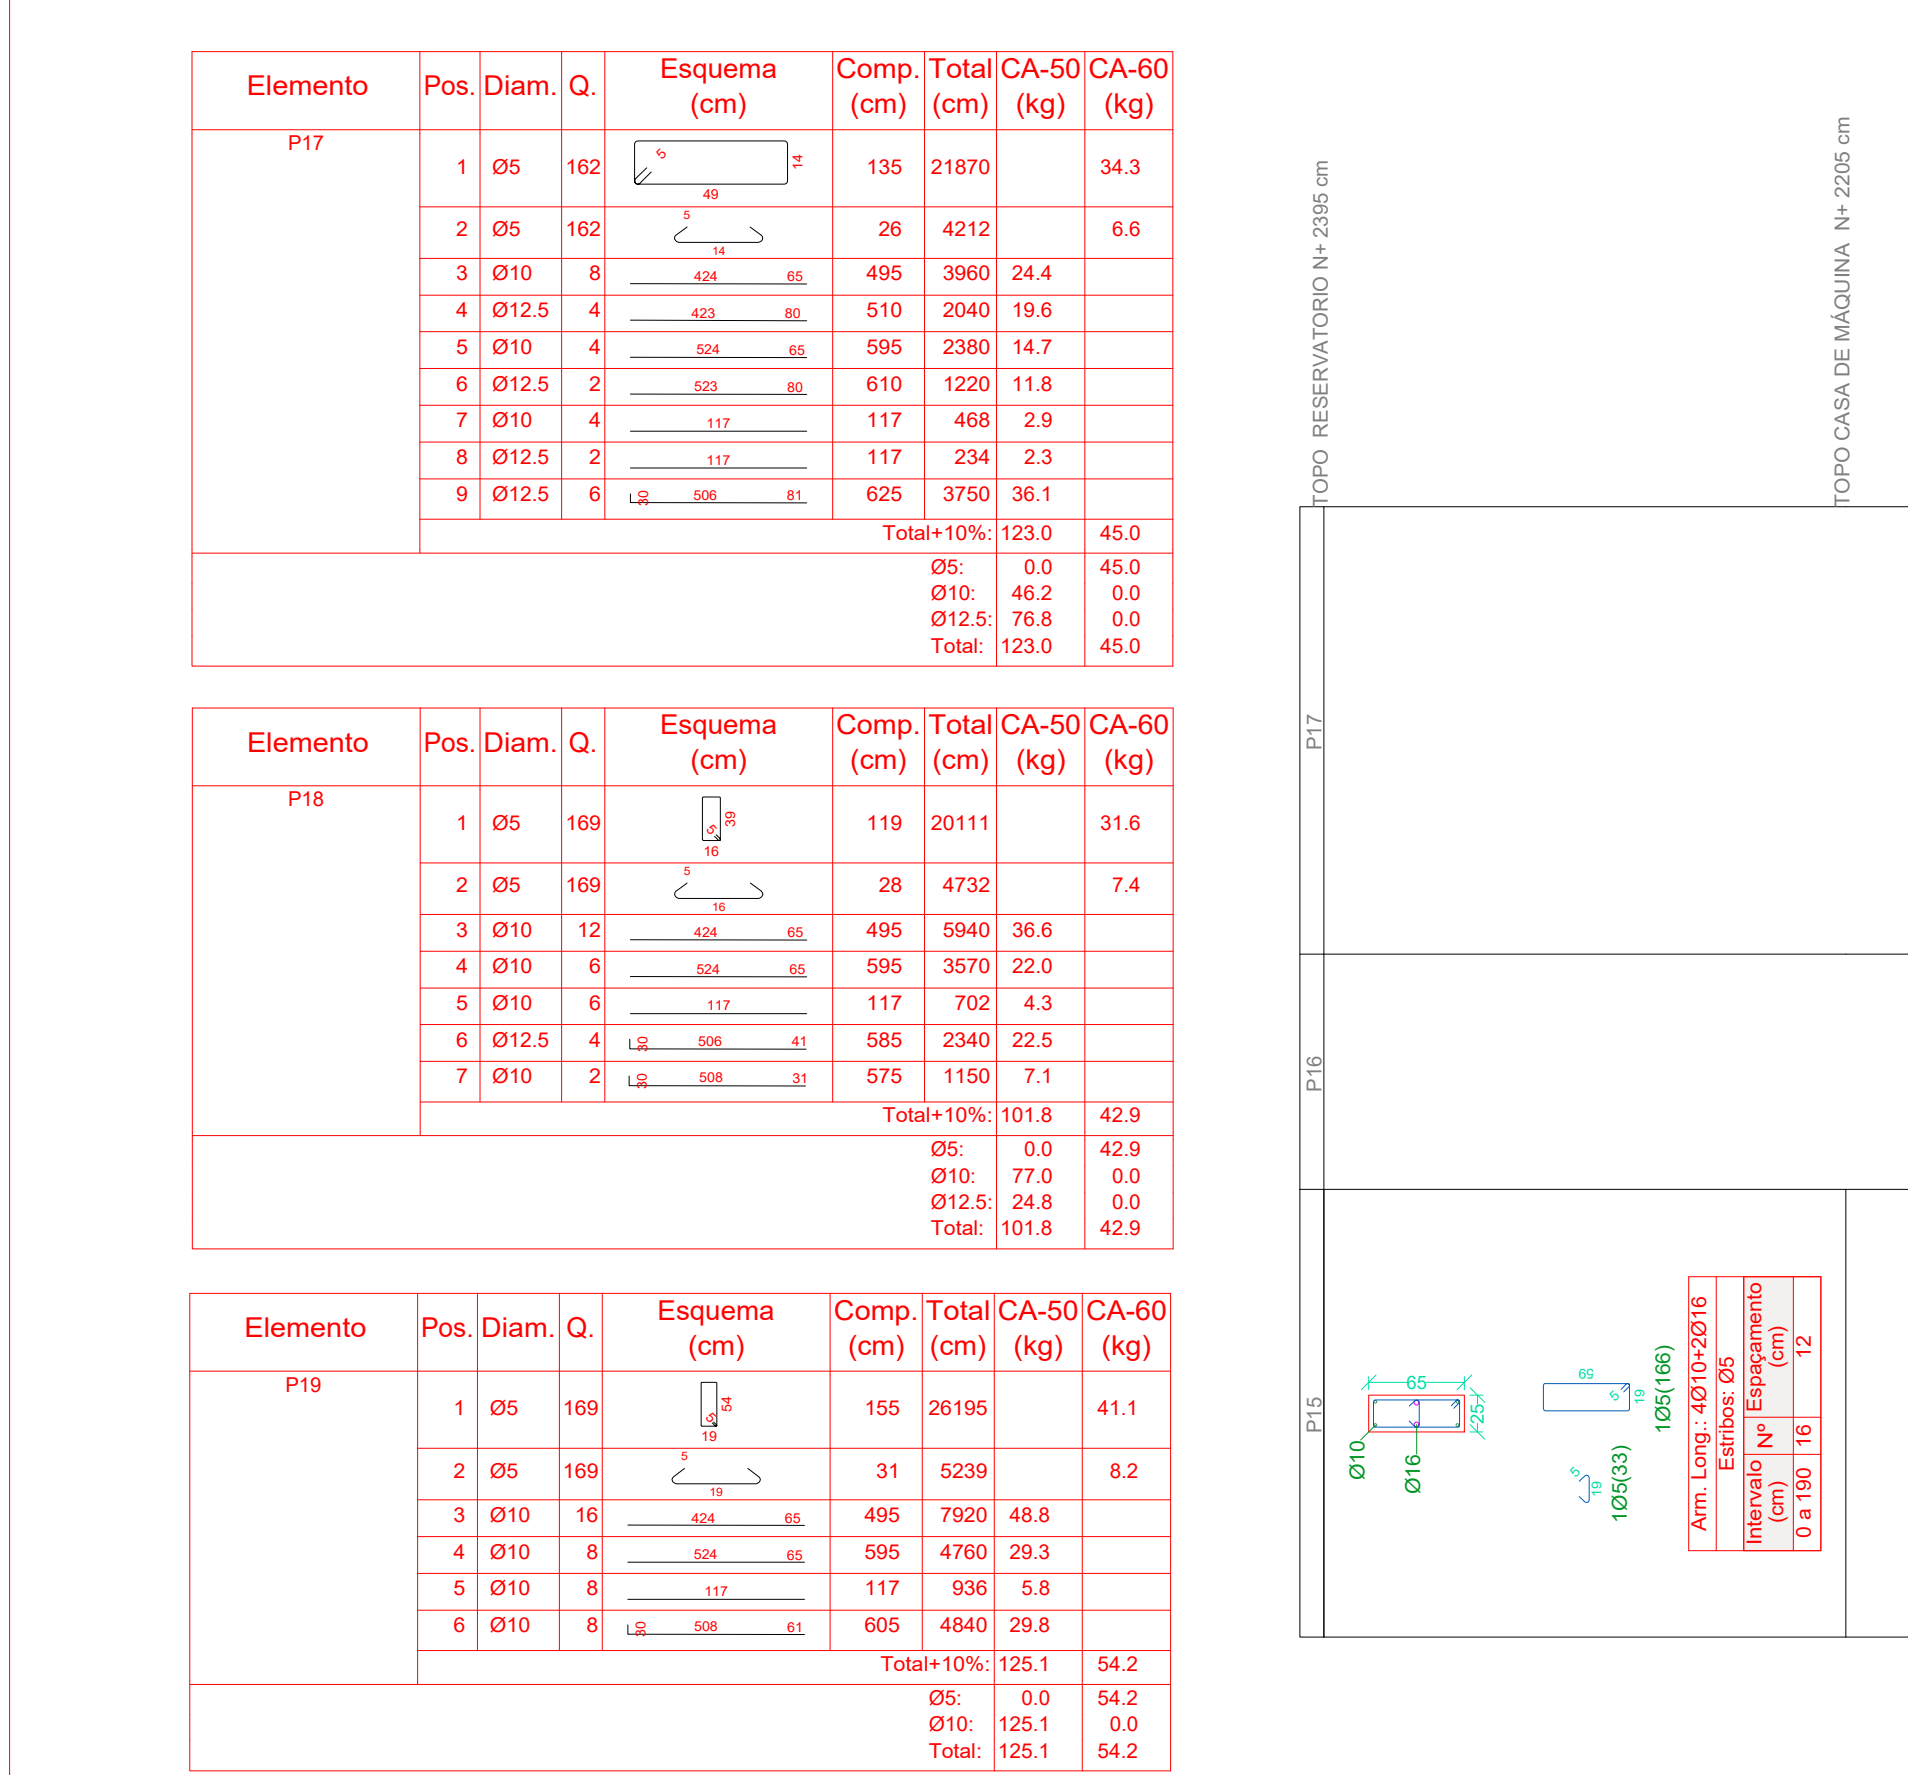 Elemento Pos. Diam. Q. Esquema (cm) Comp. (cm) Total (cm) CA-50 (kg) CA-60 (kg)
P17
1 Ø5 162 5 14 49 135 21870 34.3
2 Ø5 162 5 14 26 4212 6.6
3 Ø10 8 424 65 495 3960 24.4
4 Ø12.5 4 423 80 510 2040 19.6
5 Ø10 4 524 65 595 2380 14.7
6 Ø12.5 2 523 80 610 1220 11.8
7 Ø10 4 117 117 468 2.9
8 Ø12.5 2 117 117 234 2.3
9 Ø12.5 6 30 506 81 625 3750 36.1
Total+10%: 123.0 45.0
Ø5: 0.0 45.0
Ø10: 46.2 0.0
Ø12.5: 76.8 0.0
Total: 123.0 45.0
Elemento Pos. Diam. Q. Esquema (cm) Comp. (cm) Total (cm) CA-50 (kg) CA-60 (kg)
P18
1 Ø5 169 5 39 16 119 20111 31.6
2 Ø5 169 5 16 28 4732 7.4
3 Ø10 12 424 65 495 5940 36.6
4 Ø10 6 524 65 595 3570 22.0
5 Ø10 6 117 117 702 4.3
6 Ø12.5 4 30 506 41 585 2340 22.5
7 Ø10 2 30 508 31 575 1150 7.1
Total+10%: 101.8 42.9
Ø5: 0.0 42.9
Ø10: 77.0 0.0
Ø12.5: 24.8 0.0
Total: 101.8 42.9
Elemento Pos. Diam. Q. Esquema (cm) Comp. (cm) Total (cm) CA-50 (kg) CA-60 (kg)
P19
1 Ø5 169 5 54 19 155 26195 41.1
2 Ø5 169 5 19 31 5239 8.2
3 Ø10 16 424 65 495 7920 48.8
4 Ø10 8 524 65 595 4760 29.3
5 Ø10 8 117 117 936 5.8
6 Ø10 8 30 508 61 605 4840 29.8
Total+10%: 125.1 54.2
Ø5: 0.0 54.2
Ø10: 125.1 0.0
Total: 125.1 54.2
TOPO RESERVATORIO N+ 2395 cm
TOPO CASA DE MÁQUINA N+ 2205 cm
P17
P16
P15
65
25
Ø10
Ø16
59
5
19
1Ø5(166)
5
19
1Ø5(33)
Arm. Long.: 4Ø10+2Ø16
Estribos: Ø5
Intervalo (cm) Nº Espaçamento (cm)
0 a 190 16 12